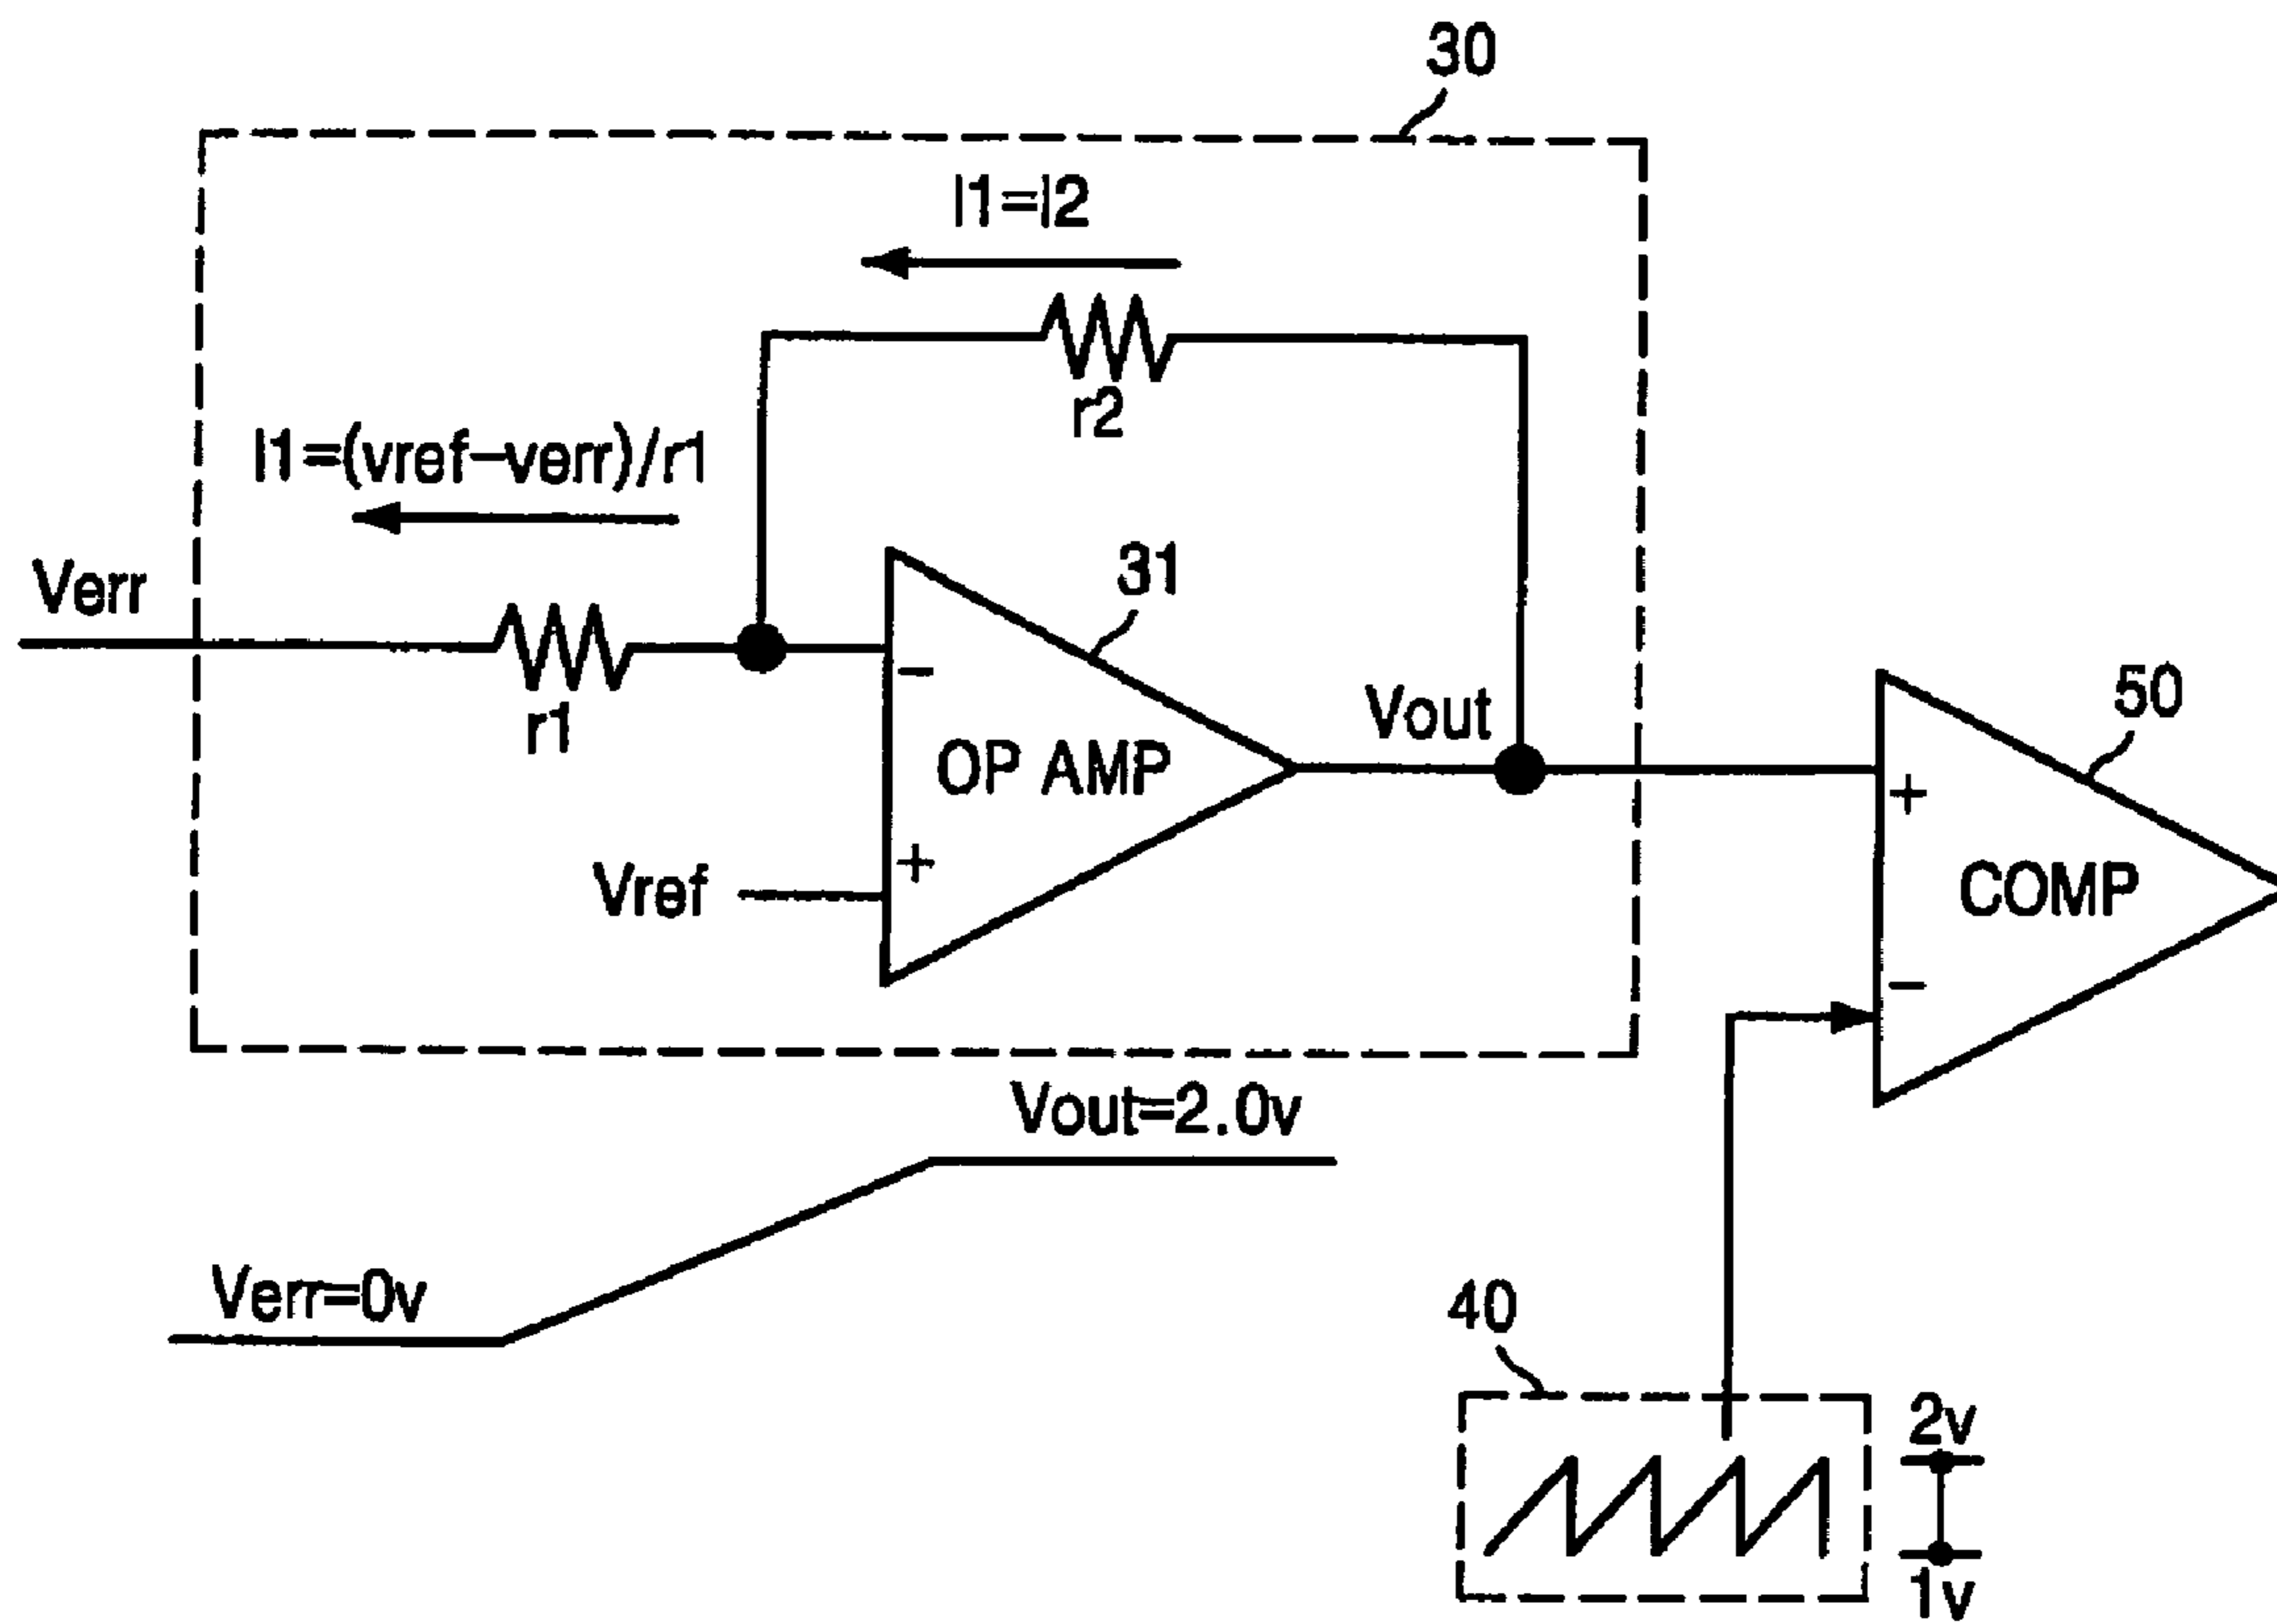 30
I1=I2
r2
I1=(vref-verr)/r1
Verr
31
r1
−
OP AMP
Vout
50
+
Vref
+
COMP
−
Vout=2.0v
Verr=0v
40
2v
1v